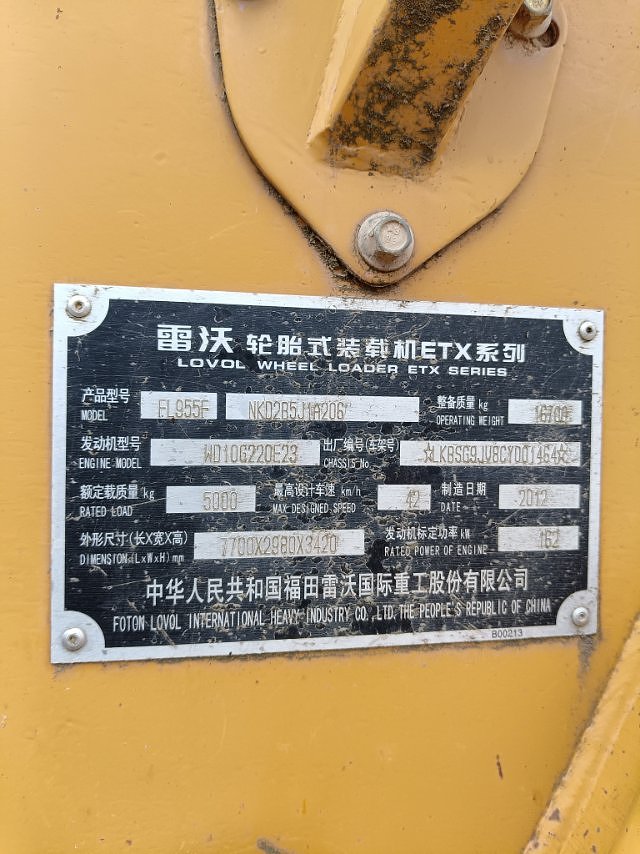 雷沃 轮胎式装载机ETX系列
LOVOL WHEEL LOADER ETX SERIES
产品型号 MODEL FL955F NKD2B5J1A206 整备质量 kg OPERATING WEIGHT 16700
发动机型号 ENGINE MODEL WD10G220E23 出厂编号(车架号) CHASSIS No
额定载质量 kg RATED LOAD 5000 最高设计车速 km/h MAX DESIGNED SPEED 42 制造日期 DATE 2012
外形尺寸(长X宽X高) DIMENSION(LxWxH) mm 7700X2980X3420 发动机标定功率 kW RATED POWER OF ENGINE 162
中华人民共和国福田雷沃国际重工股份有限公司
FOTON LOVOL INTERNATIONAL HEAVY INDUSTRY CO.,LTD.THE PEOPLE'S REPUBLIC OF CHINA
B00213